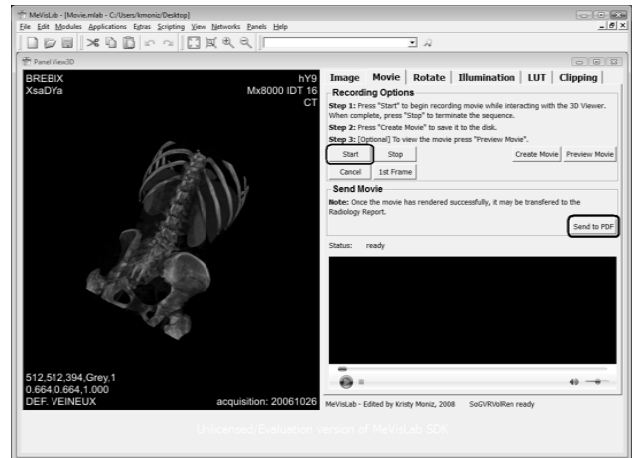 MeVisLab - [Movie.mlab - C:/Users/kmoniz/Desktop]
File Edit Modules Applications Extras Scripting View Networks Panels Help
Panel View3D
BREBIX
XsaDYa
hY9
Mx8000 IDT 16
CT
512,512,394,Grey,1
0.664,0.664,1.000
DEF. VEINEUX
acquisition: 20061026
Image Movie Rotate Illumination LUT Clipping
Recording Options
Step 1: Press "Start" to begin recording movie while interacting with the 3D Viewer.
When complete, press "Stop" to terminate the sequence.
Step 2: Press "Create Movie" to save it to the disk.
Step 3: [Optional] To view the movie press "Preview Movie".
Start Stop Create Movie Preview Movie
Cancel 1st Frame
Send Movie
Note: Once the movie has rendered successfully, it may be transfered to the
Radiology Report.
Send to PDF
Status: ready
MeVisLab - Edited by Kristy Moniz, 2008 SoGVRVolRen ready
Unlicensed/Evaluation version of MeVisLab SDK